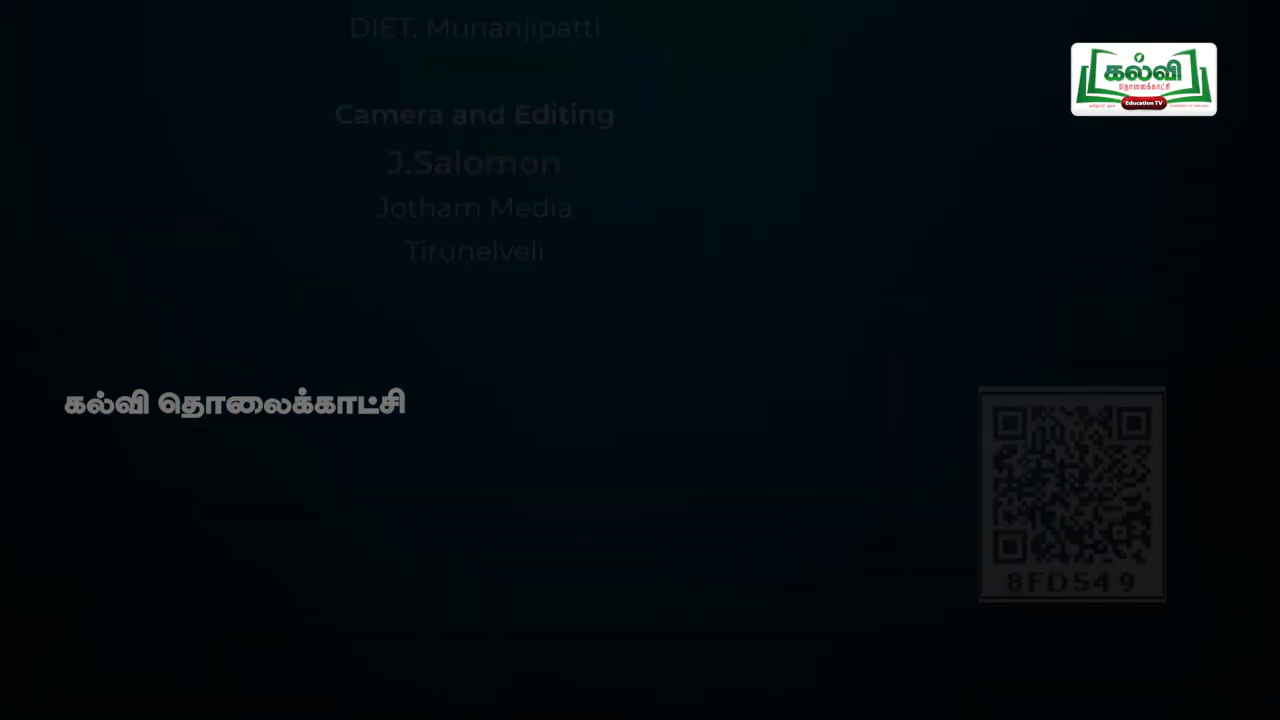 DIET, Munanjipatti
கல்வி
தொலைக்காட்சி
Education TV
Camera and Editing
J.Salomon
Jotham Media
Tirunelveli
கல்வி தொலைக்காட்சி
8FD549